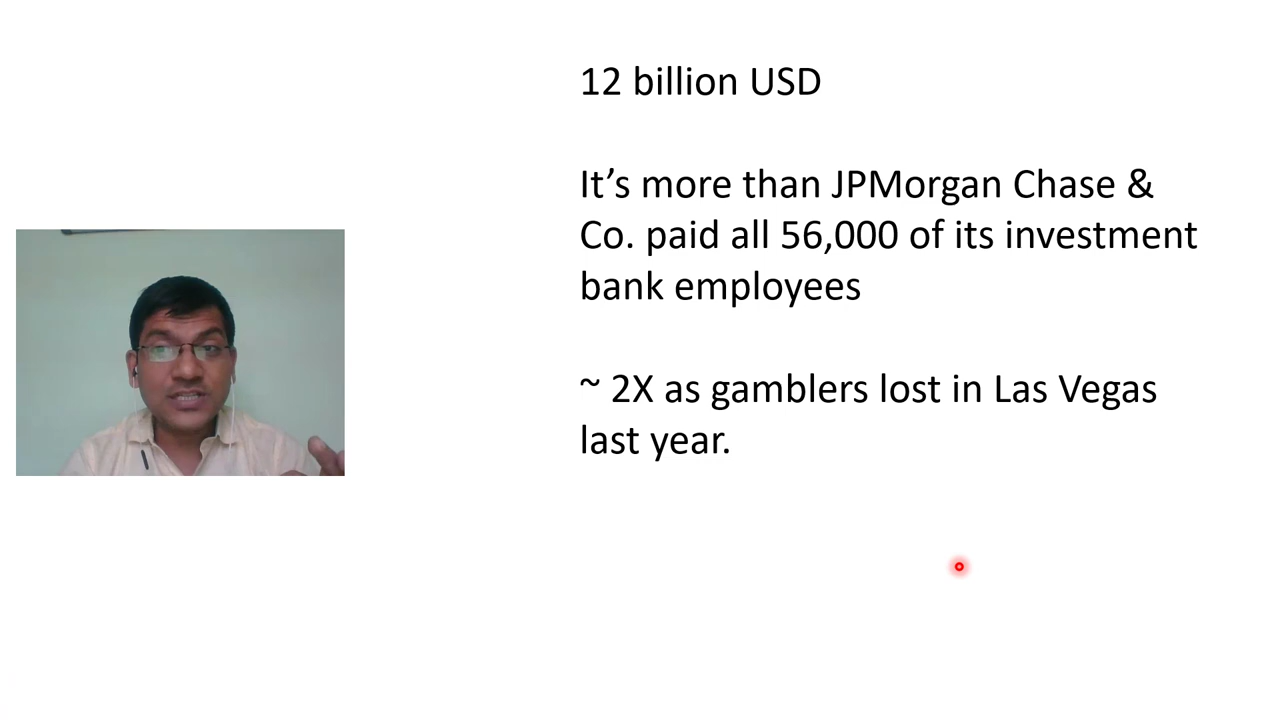 12 billion USD
It’s more than JPMorgan Chase &
Co. paid all 56,000 of its investment
bank employees
~ 2X as gamblers lost in Las Vegas
last year.